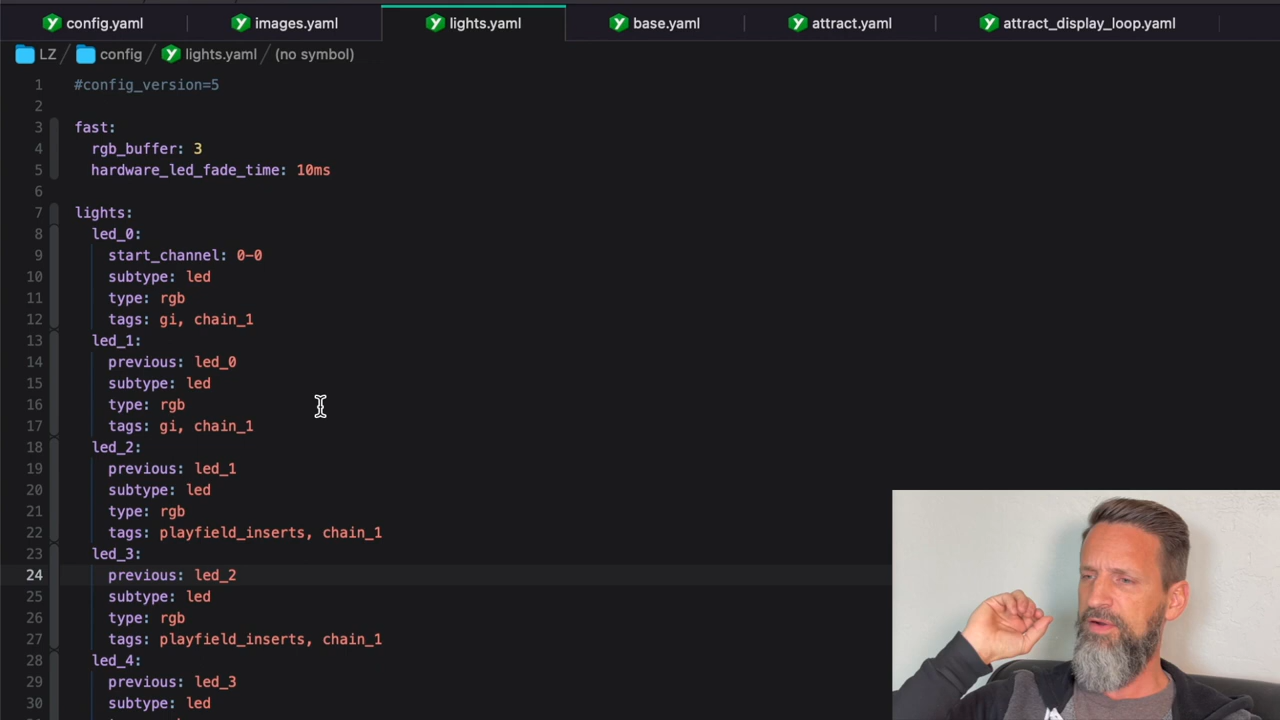 config.yaml images.yaml lights.yaml base.yaml attract.yaml attract_display_loop.yaml
LZ / config / lights.yaml / (no symbol)
1 #config_version=5
2
3 fast:
4 rgb_buffer: 3
5 hardware_led_fade_time: 10ms
6
7 lights:
8 led_0:
9 start_channel: 0-0
10 subtype: led
11 type: rgb
12 tags: gi, chain_1
13 led_1:
14 previous: led_0
15 subtype: led
16 type: rgb
17 tags: gi, chain_1
18 led_2:
19 previous: led_1
20 subtype: led
21 type: rgb
22 tags: playfield_inserts, chain_1
23 led_3:
24 previous: led_2
25 subtype: led
26 type: rgb
27 tags: playfield_inserts, chain_1
28 led_4:
29 previous: led_3
30 subtype: led